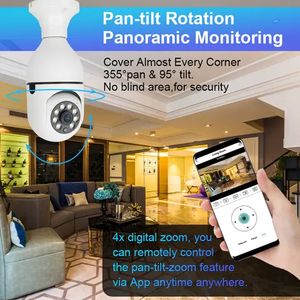 Pan-tilt Rotation
Panoramic Monitoring
Cover Almost Every Corner
355°pan & 95° tilt.
No blind area,for security
4x digital zoom, you
can remotely control
the pan-tilt-zoom feature
via App anytime anywhere.